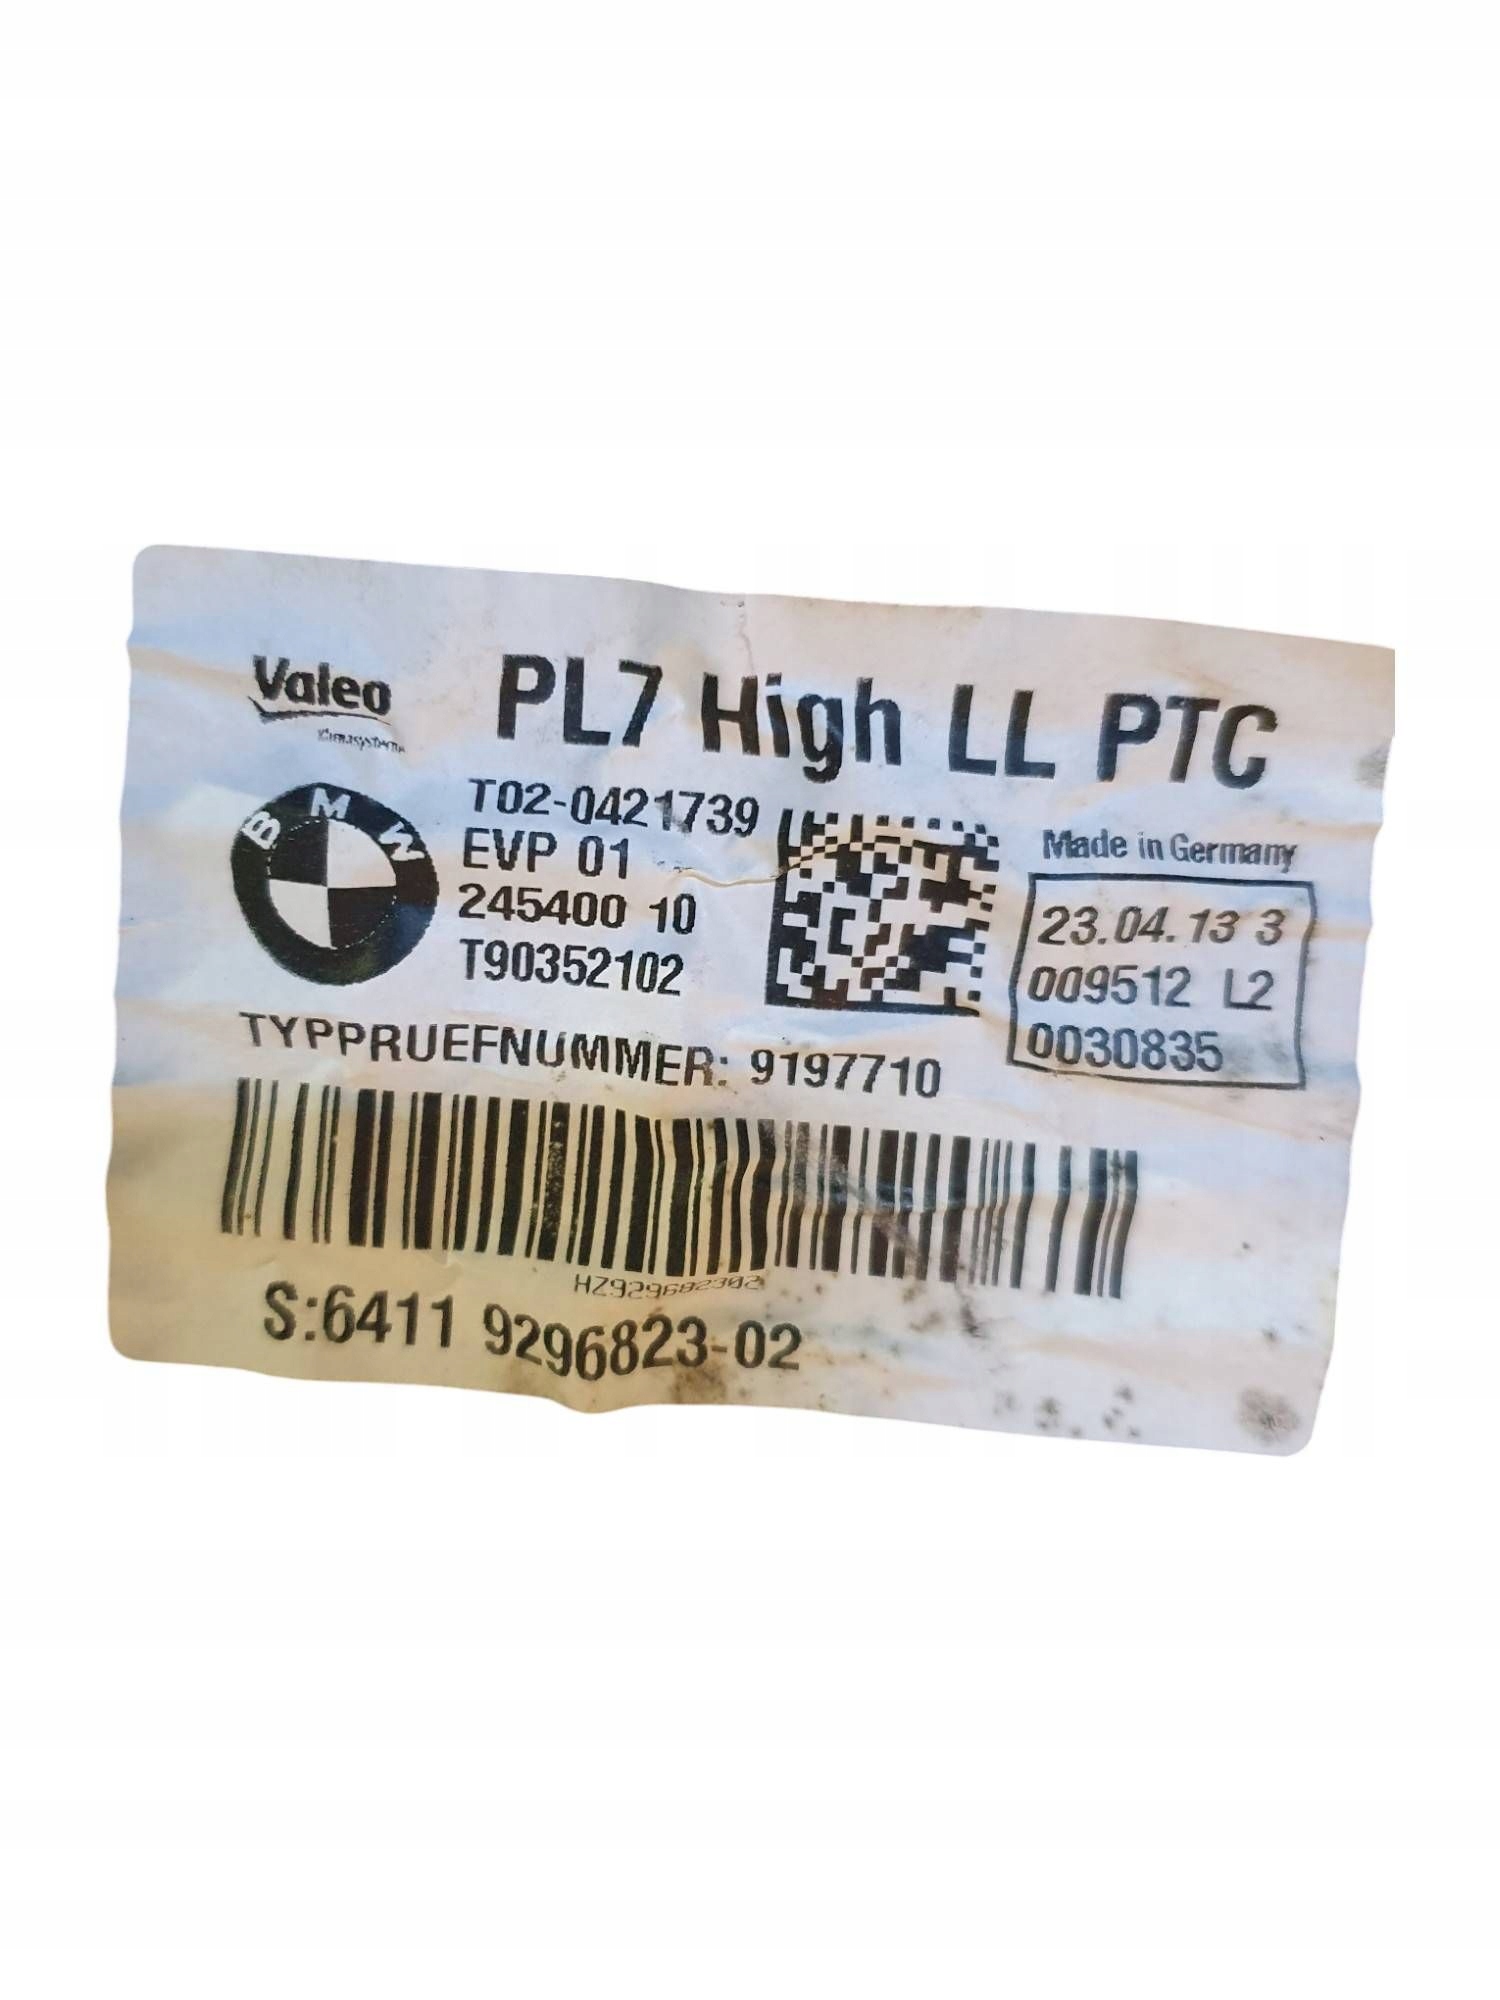 Valeo
PL7 High LL PTC
BMW
T02-0421739
EVP 01
245400 10
T90352102
Made in Germany
23.04.13 3
009512 L2
0030835
TYPPRUEFNUMMER: 9197710
HZ929682302
S:6411 9296823-02